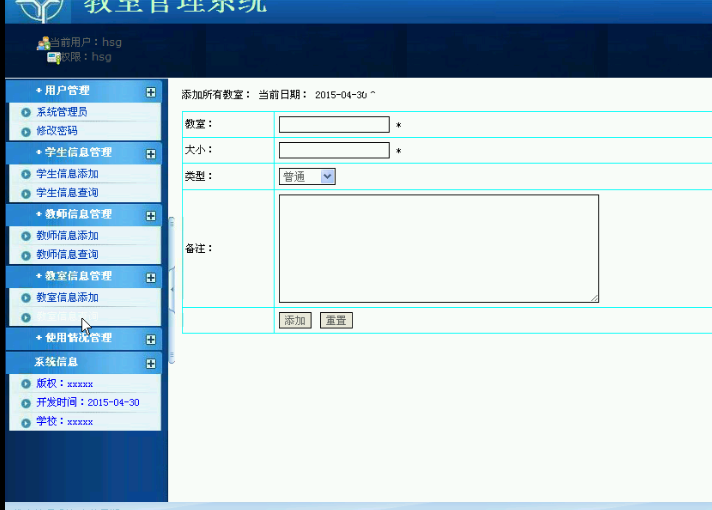 教室管理系统
当前用户：hsg
权限：hsg
用户管理
系统管理员
修改密码
学生信息管理
学生信息添加
学生信息查询
教师信息管理
教师信息添加
教师信息查询
教室信息管理
教室信息添加
使用情况管理
系统信息
版权：xxxxx
开发时间：2015-04-30
学校：xxxxx
添加所有教室： 当前日期： 2015-04-30 ^
教室： *
大小： *
类型： 普通
备注：
添加 重置